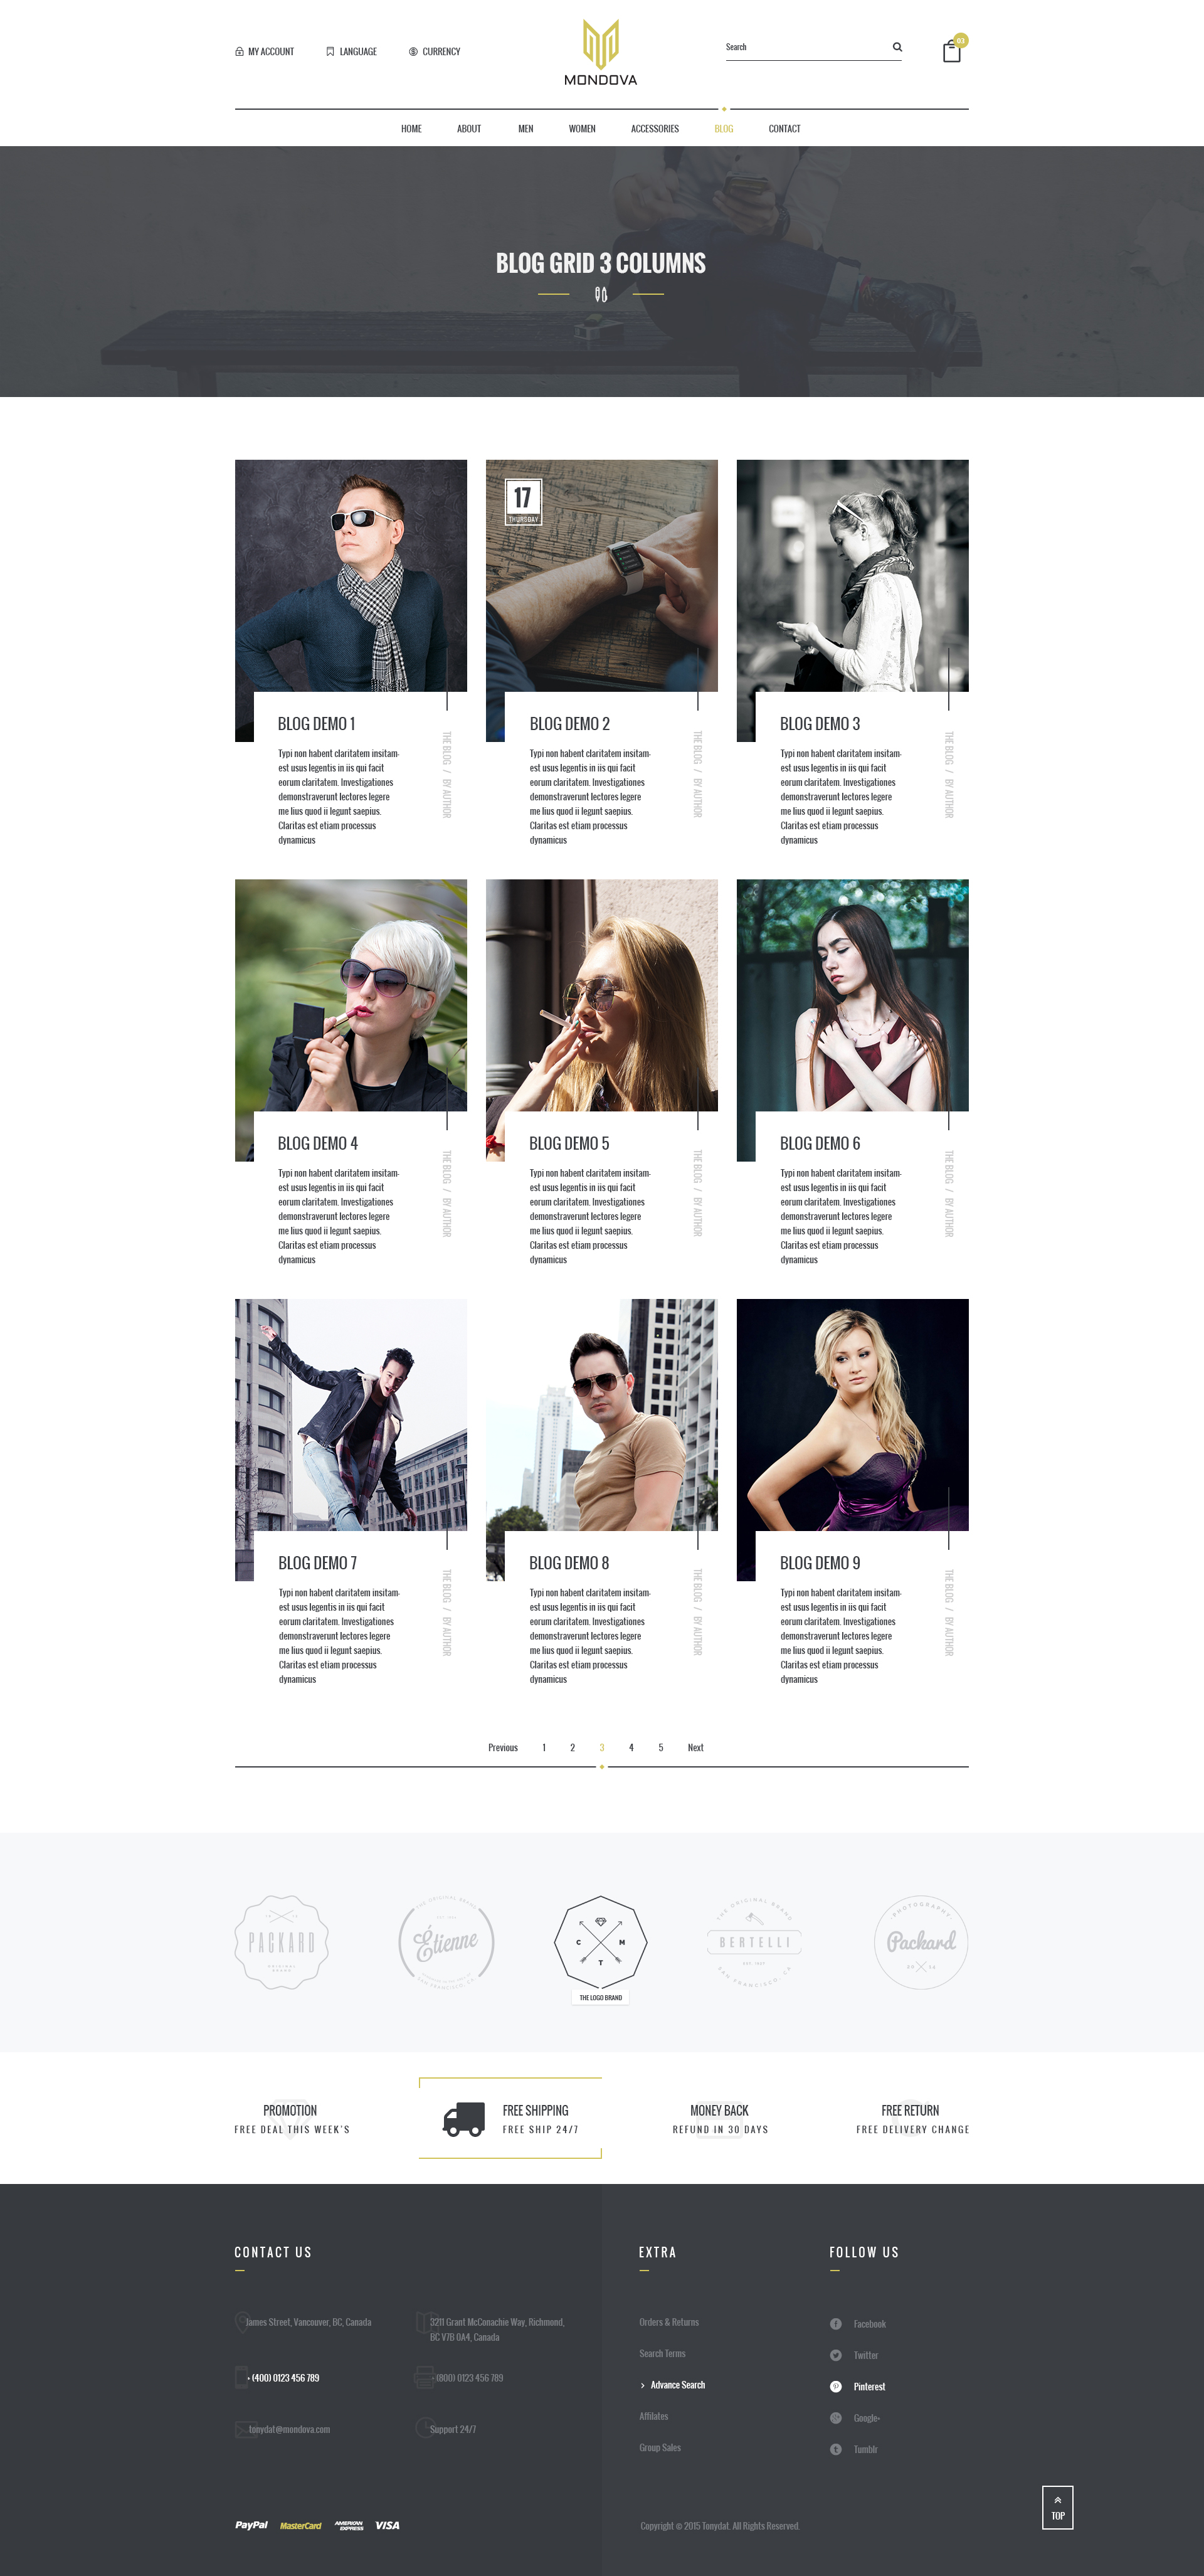 MY ACCOUNT
LANGUAGE
CURRENCY
MONDOVA
Search
03
HOME
ABOUT
MEN
WOMEN
ACCESSORIES
BLOG
CONTACT
BLOG GRID 3 COLUMNS
17
THURSDAY
BLOG DEMO 1
Typi non habent claritatem insitam-
est usus legentis in iis qui facit
eorum claritatem. Investigationes
demonstraverunt lectores legere
me lius quod ii legunt saepius.
Claritas est etiam processus
dynamicus
THE BLOG / BY AUTHOR
BLOG DEMO 2
Typi non habent claritatem insitam-
est usus legentis in iis qui facit
eorum claritatem. Investigationes
demonstraverunt lectores legere
me lius quod ii legunt saepius.
Claritas est etiam processus
dynamicus
THE BLOG / BY AUTHOR
BLOG DEMO 3
Typi non habent claritatem insitam-
est usus legentis in iis qui facit
eorum claritatem. Investigationes
demonstraverunt lectores legere
me lius quod ii legunt saepius.
Claritas est etiam processus
dynamicus
THE BLOG / BY AUTHOR
BLOG DEMO 4
Typi non habent claritatem insitam-
est usus legentis in iis qui facit
eorum claritatem. Investigationes
demonstraverunt lectores legere
me lius quod ii legunt saepius.
Claritas est etiam processus
dynamicus
THE BLOG / BY AUTHOR
BLOG DEMO 5
Typi non habent claritatem insitam-
est usus legentis in iis qui facit
eorum claritatem. Investigationes
demonstraverunt lectores legere
me lius quod ii legunt saepius.
Claritas est etiam processus
dynamicus
THE BLOG / BY AUTHOR
BLOG DEMO 6
Typi non habent claritatem insitam-
est usus legentis in iis qui facit
eorum claritatem. Investigationes
demonstraverunt lectores legere
me lius quod ii legunt saepius.
Claritas est etiam processus
dynamicus
THE BLOG / BY AUTHOR
BLOG DEMO 7
Typi non habent claritatem insitam-
est usus legentis in iis qui facit
eorum claritatem. Investigationes
demonstraverunt lectores legere
me lius quod ii legunt saepius.
Claritas est etiam processus
dynamicus
THE BLOG / BY AUTHOR
BLOG DEMO 8
Typi non habent claritatem insitam-
est usus legentis in iis qui facit
eorum claritatem. Investigationes
demonstraverunt lectores legere
me lius quod ii legunt saepius.
Claritas est etiam processus
dynamicus
THE BLOG / BY AUTHOR
BLOG DEMO 9
Typi non habent claritatem insitam-
est usus legentis in iis qui facit
eorum claritatem. Investigationes
demonstraverunt lectores legere
me lius quod ii legunt saepius.
Claritas est etiam processus
dynamicus
THE BLOG / BY AUTHOR
Previous 1 2 3 4 5 Next
PACKARD
ORIGINAL
BRAND
THE ORIGINAL BRAND
Étienne
SAN FRANCISCO, CA
C M
T
THE LOGO BRAND
THE ORIGINAL BRAND
BERTELLI
SAN FRANCISCO, CA
PHOTOGRAPHY
Packard
20 14
PROMOTION
FREE DEAL THIS WEEK'S
FREE SHIPPING
FREE SHIP 24/7
MONEY BACK
REFUND IN 30 DAYS
FREE RETURN
FREE DELIVERY CHANGE
CONTACT US
James Street, Vancouver, BC, Canada
3211 Grant McConachie Way, Richmond,
BC V7B 0A4, Canada
+ (400) 0123 456 789
+ (800) 0123 456 789
tonydat@mondova.com
Support 24/7
EXTRA
Orders & Returns
Search Terms
Advance Search
Affilates
Group Sales
FOLLOW US
Facebook
Twitter
Pinterest
Google+
Tumblr
PayPal
MasterCard
AMERICAN
EXPRESS
VISA
Copyright © 2015 Tonydat. All Rights Reserved.
TOP